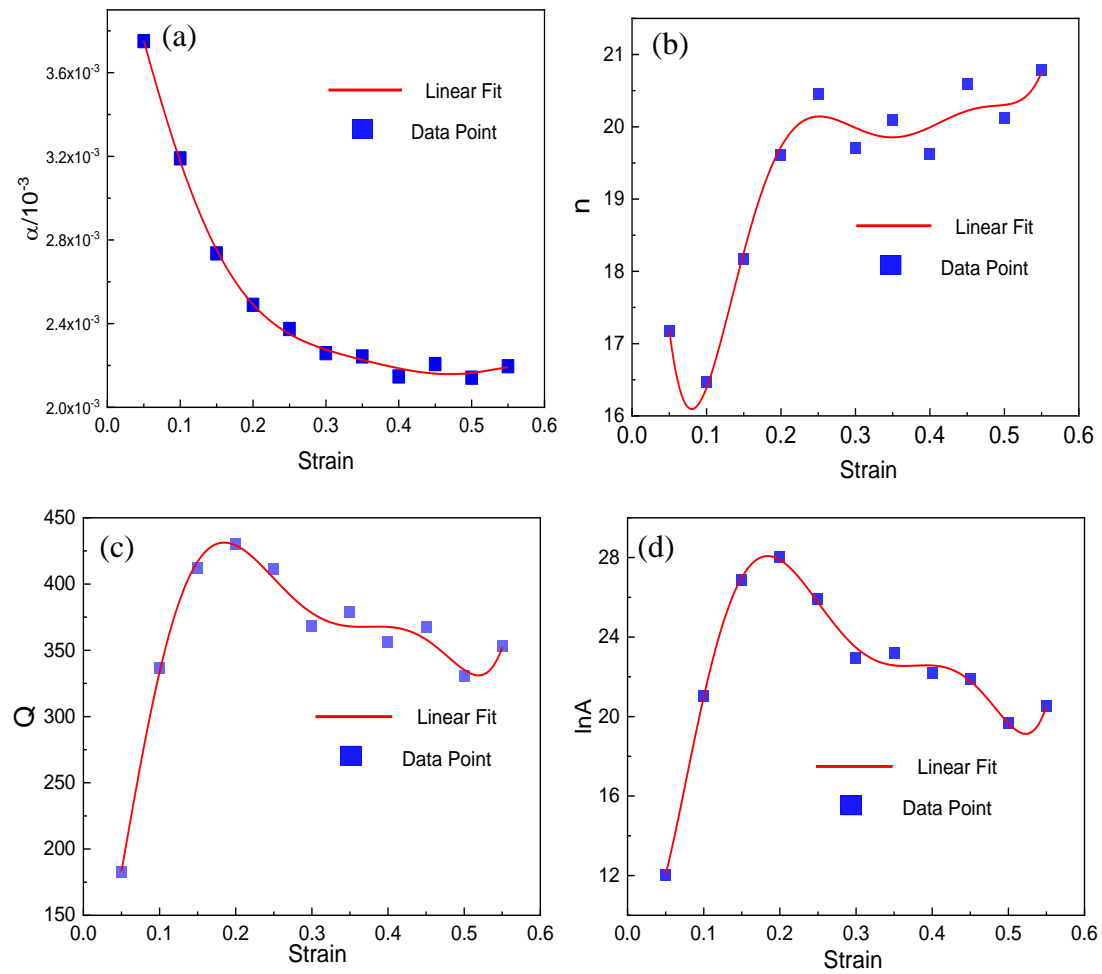 (a)
Linear Fit
Data Point
α/10⁻³
3.6x10⁻³
3.2x10⁻³
2.8x10⁻³
2.4x10⁻³
2.0x10⁻³
0.0 0.1 0.2 0.3 0.4 0.5 0.6
Strain
(b)
Linear Fit
Data Point
n
21
20
19
18
17
16
0.0 0.1 0.2 0.3 0.4 0.5 0.6
Strain
(c)
Linear Fit
Data Point
Q
450
400
350
300
250
200
150
0.0 0.1 0.2 0.3 0.4 0.5 0.6
Strain
(d)
Linear Fit
Data Point
lnA
28
24
20
16
12
0.0 0.1 0.2 0.3 0.4 0.5 0.6
Strain